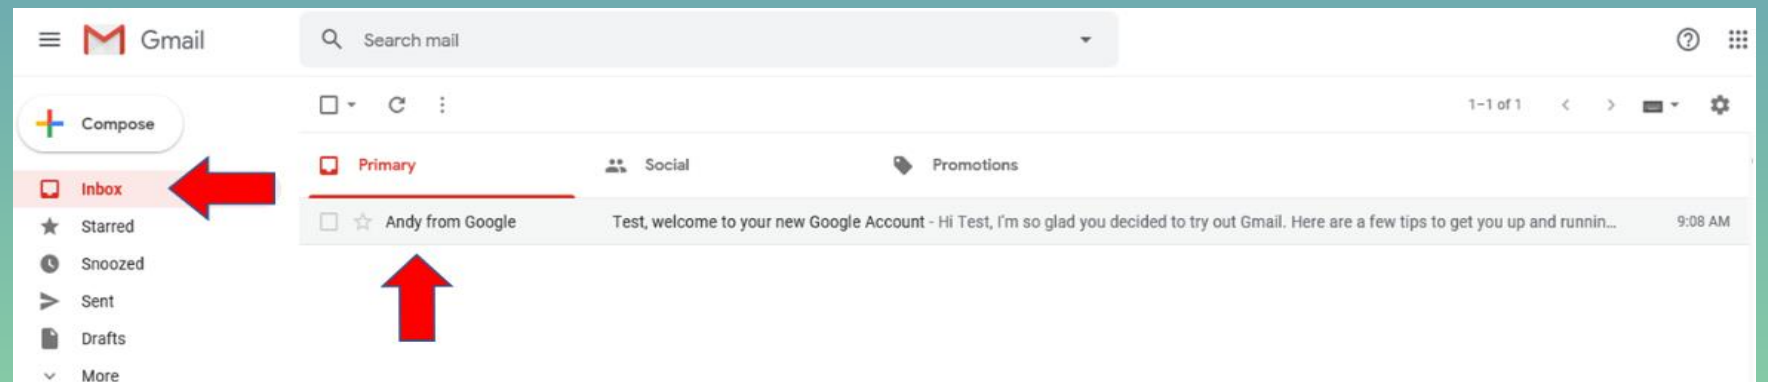 Gmail
Search mail
Compose
1-1 of 1
Primary
Social
Promotions
Inbox
Andy from Google Test, welcome to your new Google Account - Hi Test, I'm so glad you decided to try out Gmail. Here are a few tips to get you up and runnin... 9:08 AM
Starred
Snoozed
Sent
Drafts
More